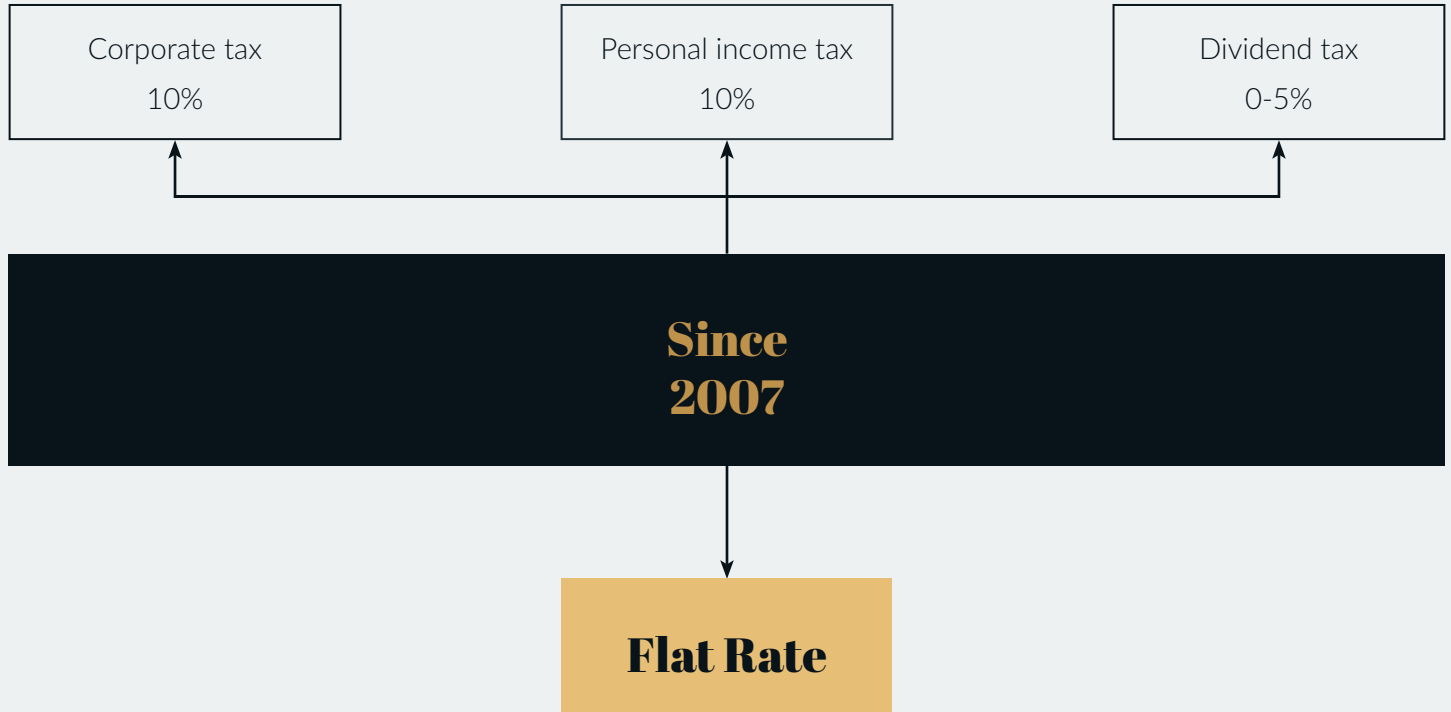 Corporate tax
10%
Personal income tax
10%
Dividend tax
0-5%
Since
2007
Flat Rate